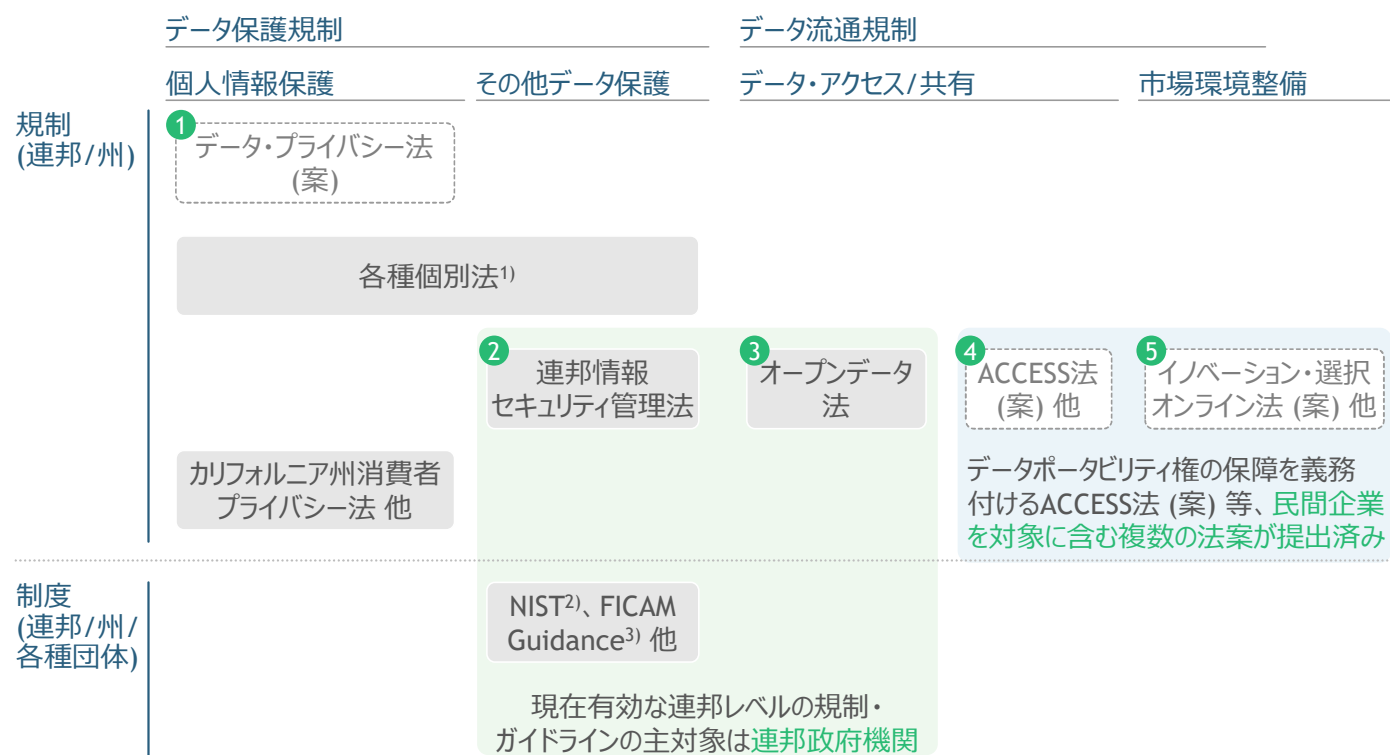 データ保護規制
データ流通規制
個人情報保護
その他データ保護
データ・アクセス/共有
市場環境整備
規制
(連邦/州)
1
データ・プライバシー法
(案)
各種個別法1)
2
連邦情報
セキュリティ管理法
3
オープンデータ
法
4
ACCESS法
(案) 他
5
イノベーション・選択
オンライン法 (案) 他
カリフォルニア州消費者
プライバシー法 他
データポータビリティ権の保障を義務
付けるACCESS法 (案) 等、民間企業
を対象に含む複数の法案が提出済み
制度
(連邦/州/
各種団体)
NIST2)、FICAM
Guidance3) 他
現在有効な連邦レベルの規制・
ガイドラインの主対象は連邦政府機関